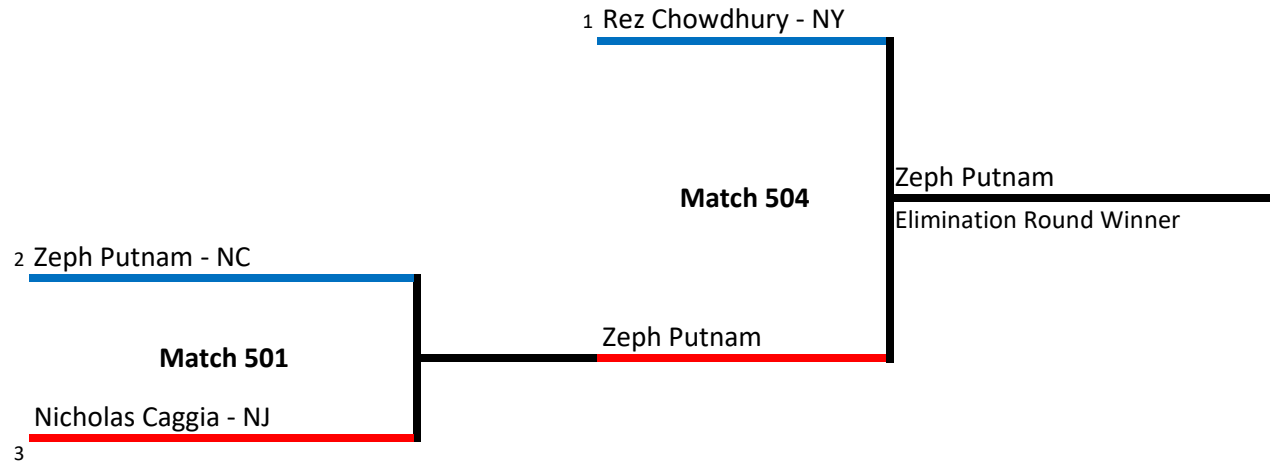 1 Rez Chowdhury - NY
Match 504
Zeph Putnam
Elimination Round Winner
2 Zeph Putnam - NC
Zeph Putnam
Match 501
Nicholas Caggia - NJ
3